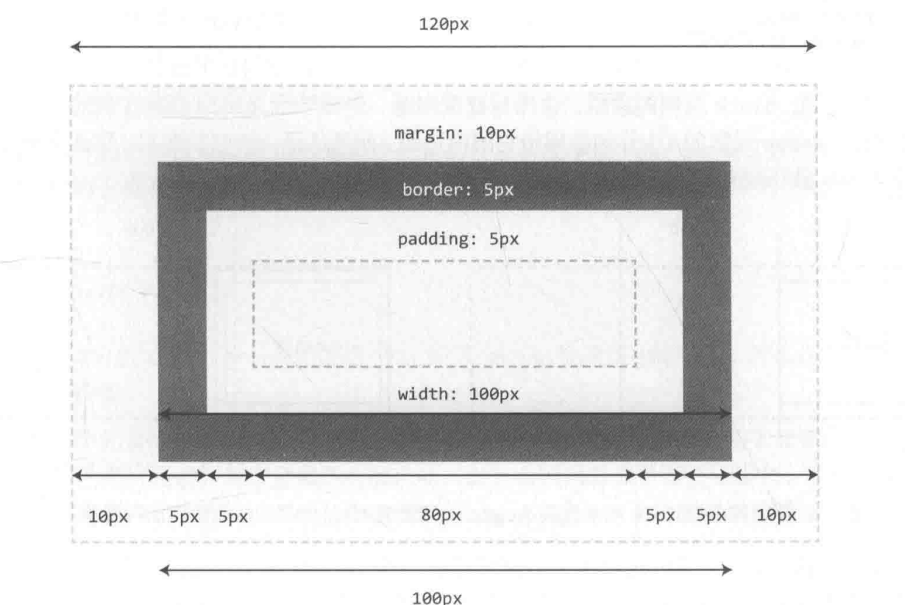 120px
margin: 10px
border: 5px
padding: 5px
width: 100px
10px 5px 5px 80px 5px 5px 10px
100px